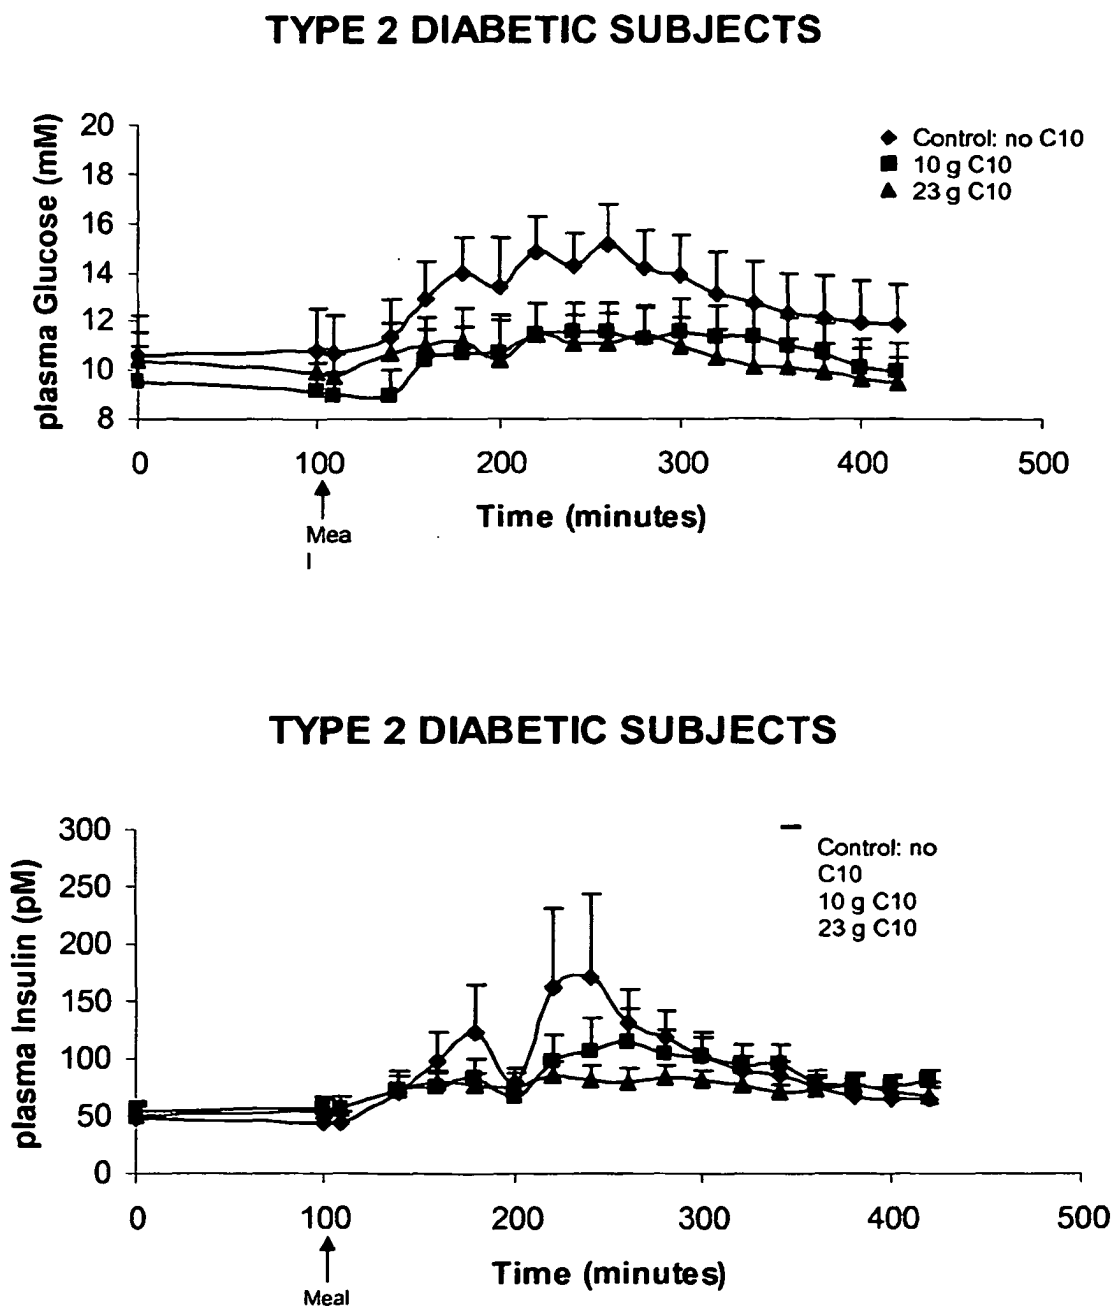 TYPE 2 DIABETIC SUBJECTS
plasma Glucose (mM)
20
18
16
14
12
10
8
Control: no C10
10 g C10
23 g C10
0 100 200 300 400 500
Time (minutes)
Mea
l
TYPE 2 DIABETIC SUBJECTS
plasma Insulin (pM)
300
250
200
150
100
50
0
Control: no
C10
10 g C10
23 g C10
0 100 200 300 400 500
Time (minutes)
Meal